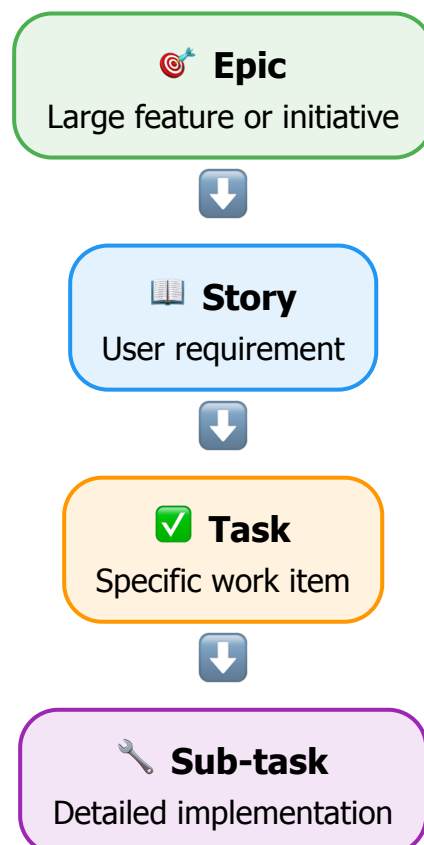 🎯 Epic
Large feature or initiative
⬇️
📖 Story
User requirement
⬇️
✅ Task
Specific work item
⬇️
🔧 Sub-task
Detailed implementation